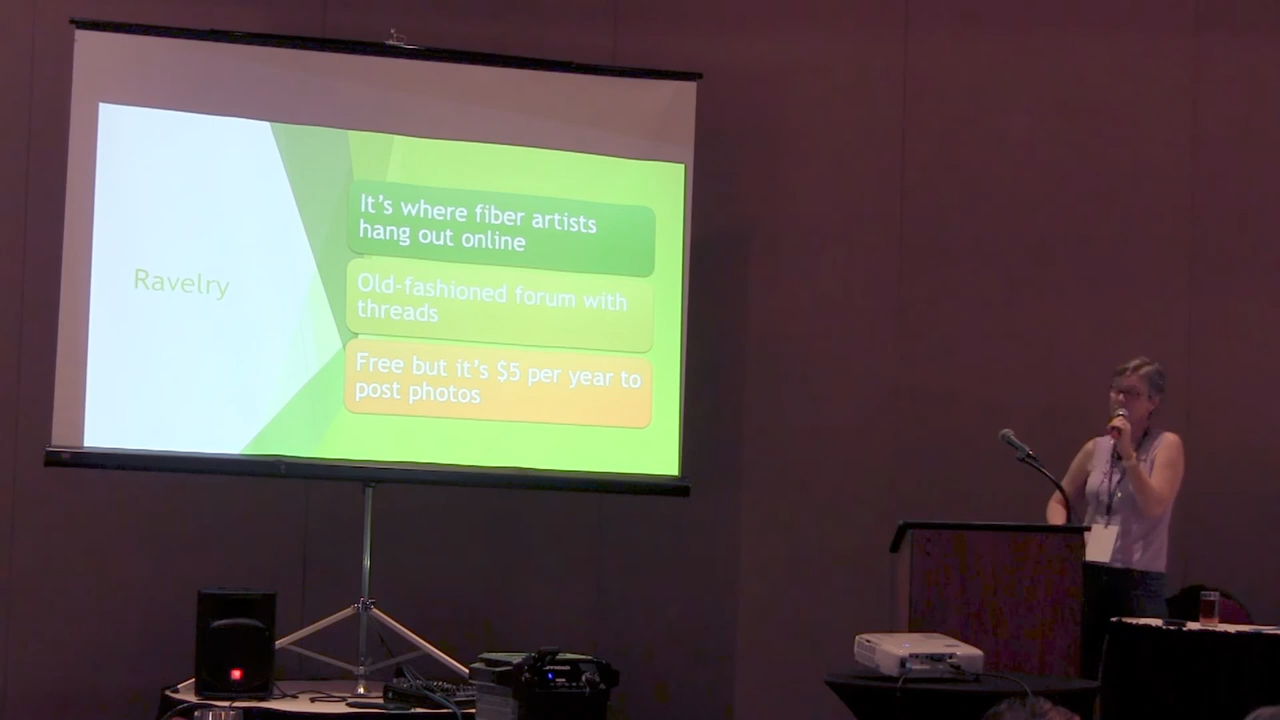 Ravelry
It's where fiber artists
hang out online
Old-fashioned forum with
threads
Free but it's $5 per year to
post photos